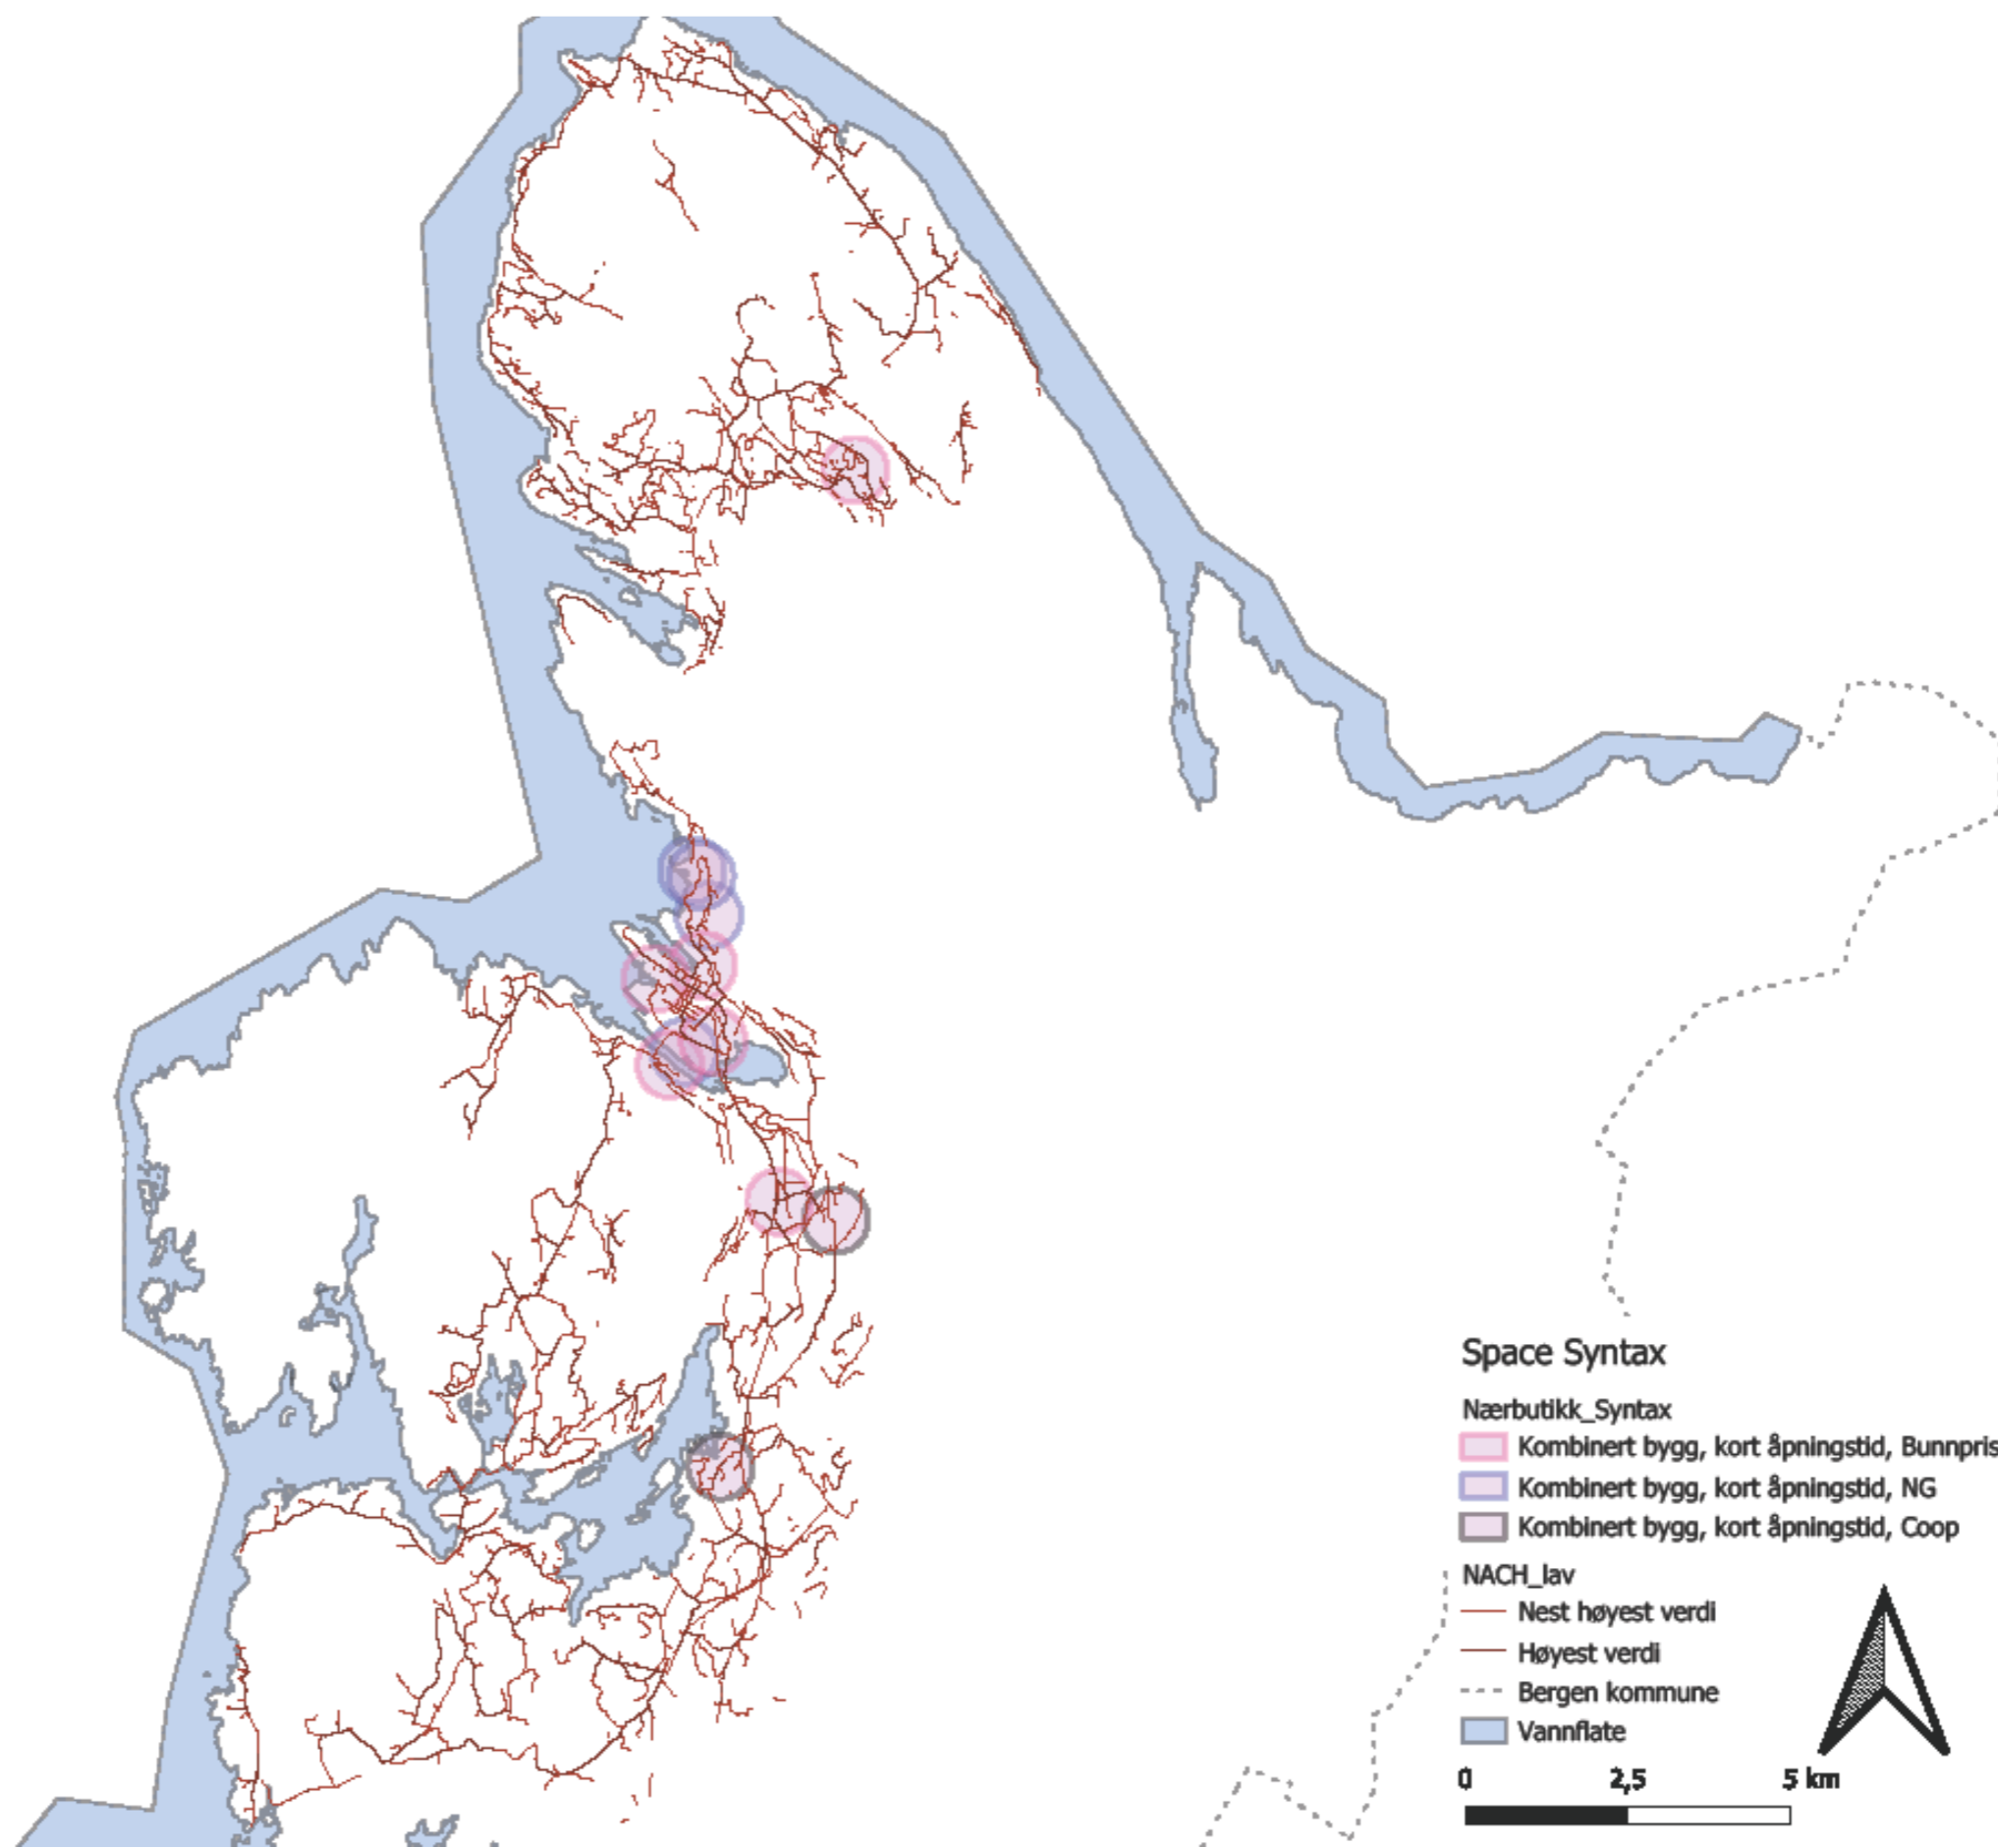 Space Syntax
Nærbutikk_Syntax
Kombinert bygg, kort åpningstid, Bunnpris
Kombinert bygg, kort åpningstid, NG
Kombinert bygg, kort åpningstid, Coop
NACH_lav
Nest høyest verdi
Høyest verdi
Bergen kommune
Vannflate
0 2,5 5 km